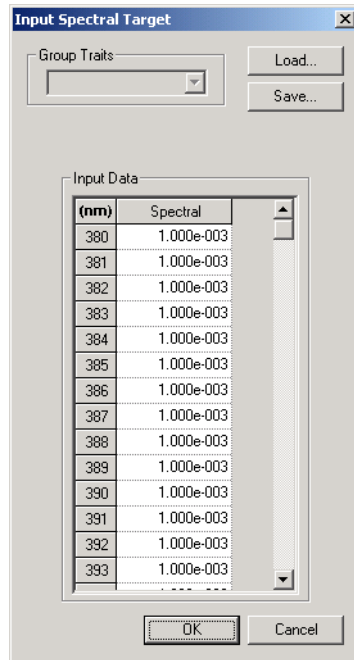 Input Spectral Target
Group Traits
Load...
Save...
Input Data
(nm) Spectral
380 1.000e-003
381 1.000e-003
382 1.000e-003
383 1.000e-003
384 1.000e-003
385 1.000e-003
386 1.000e-003
387 1.000e-003
388 1.000e-003
389 1.000e-003
390 1.000e-003
391 1.000e-003
392 1.000e-003
393 1.000e-003
OK Cancel